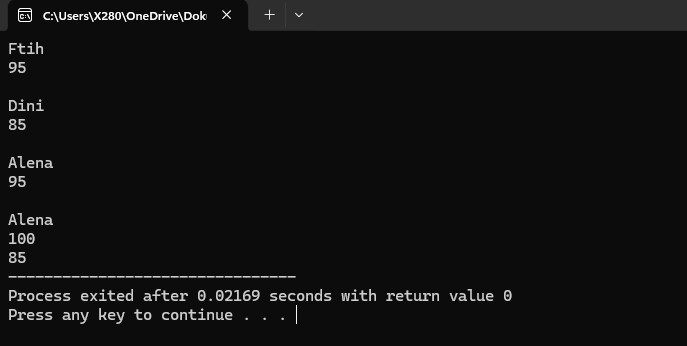 C:\Users\X280\OneDrive\Dok
Ftih
95
Dini
85
Alena
95
Alena
100
85
--------------------------------
Process exited after 0.02169 seconds with return value 0
Press any key to continue . . .